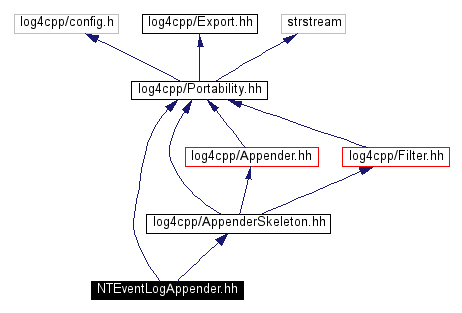 log4cpp/config.h
log4cpp/Export.hh
strstream
log4cpp/Portability.hh
log4cpp/Appender.hh
log4cpp/Filter.hh
log4cpp/AppenderSkeleton.hh
NTEventLogAppender.hh